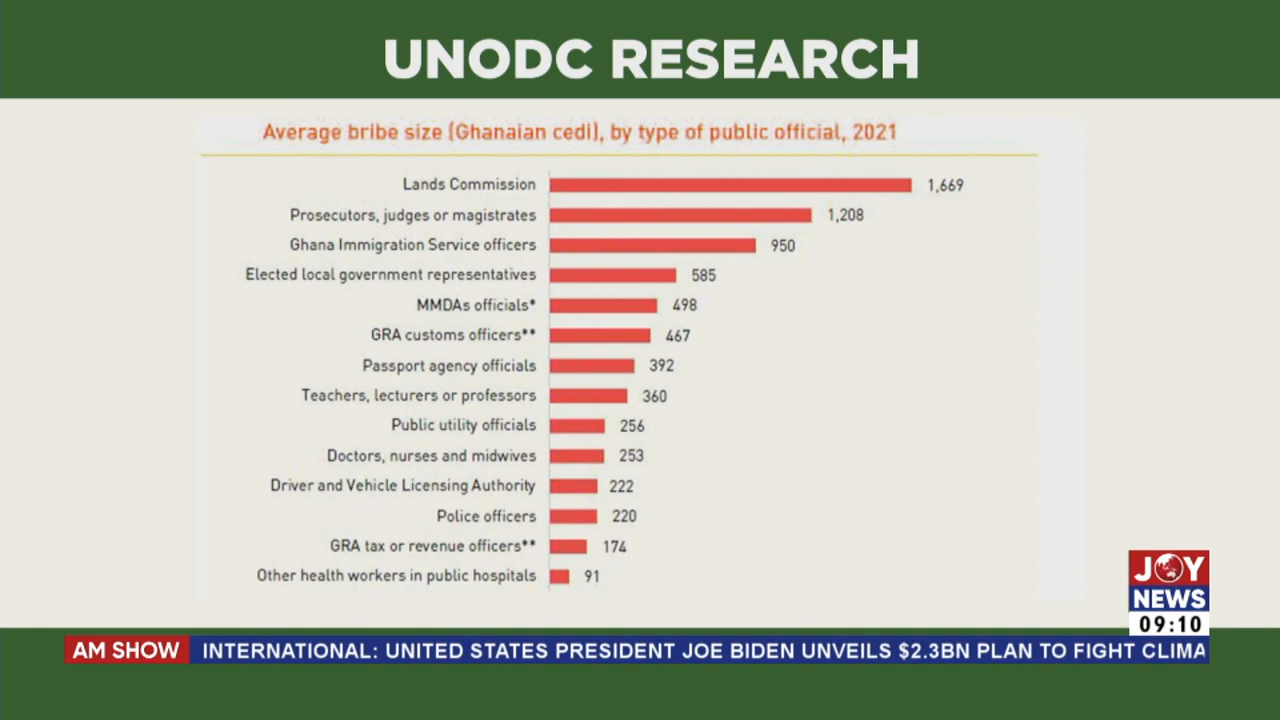 UNODC RESEARCH
Average bribe size (Ghanaian cedi), by type of public official, 2021
Lands Commission 1,669
Prosecutors, judges or magistrates 1,208
Ghana Immigration Service officers 950
Elected local government representatives 585
MMDAs officials* 498
GRA customs officers** 467
Passport agency officials 392
Teachers, lecturers or professors 360
Public utility officials 256
Doctors, nurses and midwives 253
Driver and Vehicle Licensing Authority 222
Police officers 220
GRA tax or revenue officers** 174
Other health workers in public hospitals 91
JOY
NEWS
09:10
AM SHOW INTERNATIONAL: UNITED STATES PRESIDENT JOE BIDEN UNVEILS $2.3BN PLAN TO FIGHT CLIMA